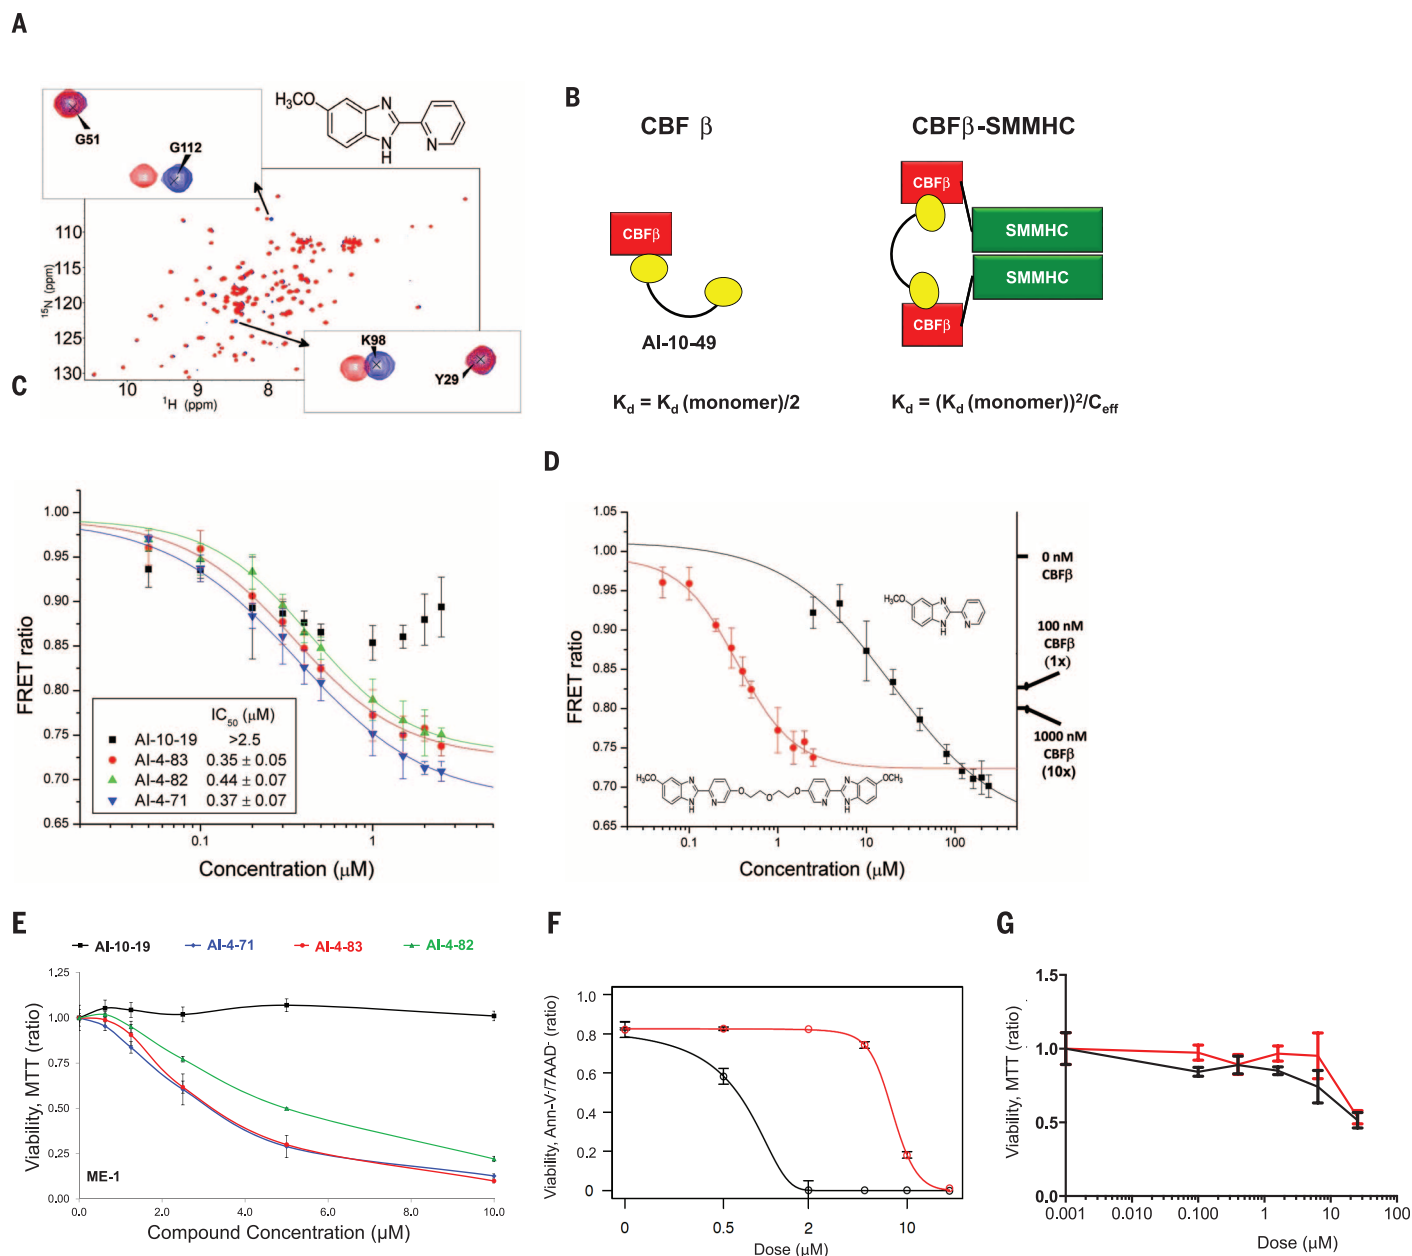 A
H₃CO
N
N
H
N
G51
G112
K98
Y29
110
115
120
125
130
¹⁵N (ppm)
10
9
8
¹H (ppm)
B
CBF β
CBFβ-SMMHC
CBFβ
CBFβ
SMMHC
SMMHC
CBFβ
AI-10-49
K_d = K_d (monomer)/2
K_d = (K_d (monomer))²/C_eff
C
FRET ratio
1.00
0.95
0.90
0.85
0.80
0.75
0.70
0.65
IC₅₀ (μM)
AI-10-19 >2.5
AI-4-83 0.35 ± 0.05
AI-4-82 0.44 ± 0.07
AI-4-71 0.37 ± 0.07
0.1
1
Concentration (μM)
D
FRET ratio
1.05
1.00
0.95
0.90
0.85
0.80
0.75
0.70
0.65
H₃CO
N
N
H
N
H₃CO
N
N
H
N
O
O
O
N
N
N
H
OCH₃
0.1
1
10
100
Concentration (μM)
0 nM
CBFβ
100 nM
CBFβ
(1x)
1000 nM
CBFβ
(10x)
E
AI-10-19
AI-4-71
AI-4-83
AI-4-82
Viability, MTT (ratio)
1.25
1.00
0.75
0.50
0.25
0.00
ME-1
0.0
2.0
4.0
6.0
8.0
10.0
Compound Concentration (μM)
F
Viability, Ann-V⁻/7AAD⁻ (ratio)
1.0
0.8
0.6
0.4
0.2
0
0
0.5
2
10
Dose (μM)
G
Viability, MTT (ratio)
1.5
1.0
0.5
0.0
0.001
0.010
0.100
1
10
100
Dose (μM)